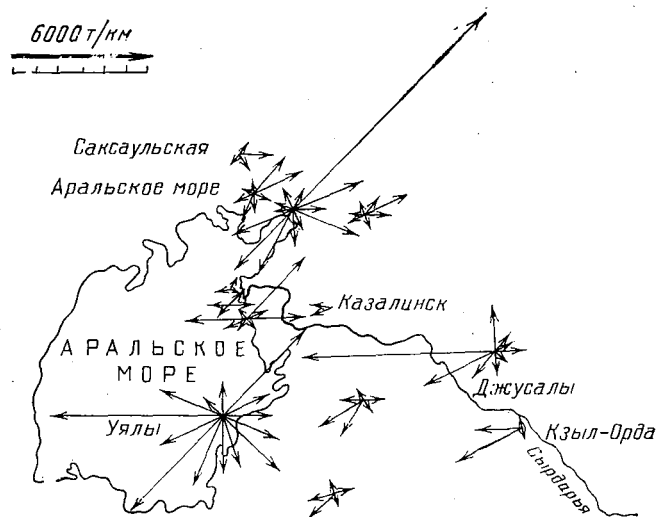 6000 т/км
Саксаульская
Аральское море
Казалинск
АРАЛЬСКОЕ
МОРЕ
Джусалы
Уялы
Кзыл-Орда
Сырдарья